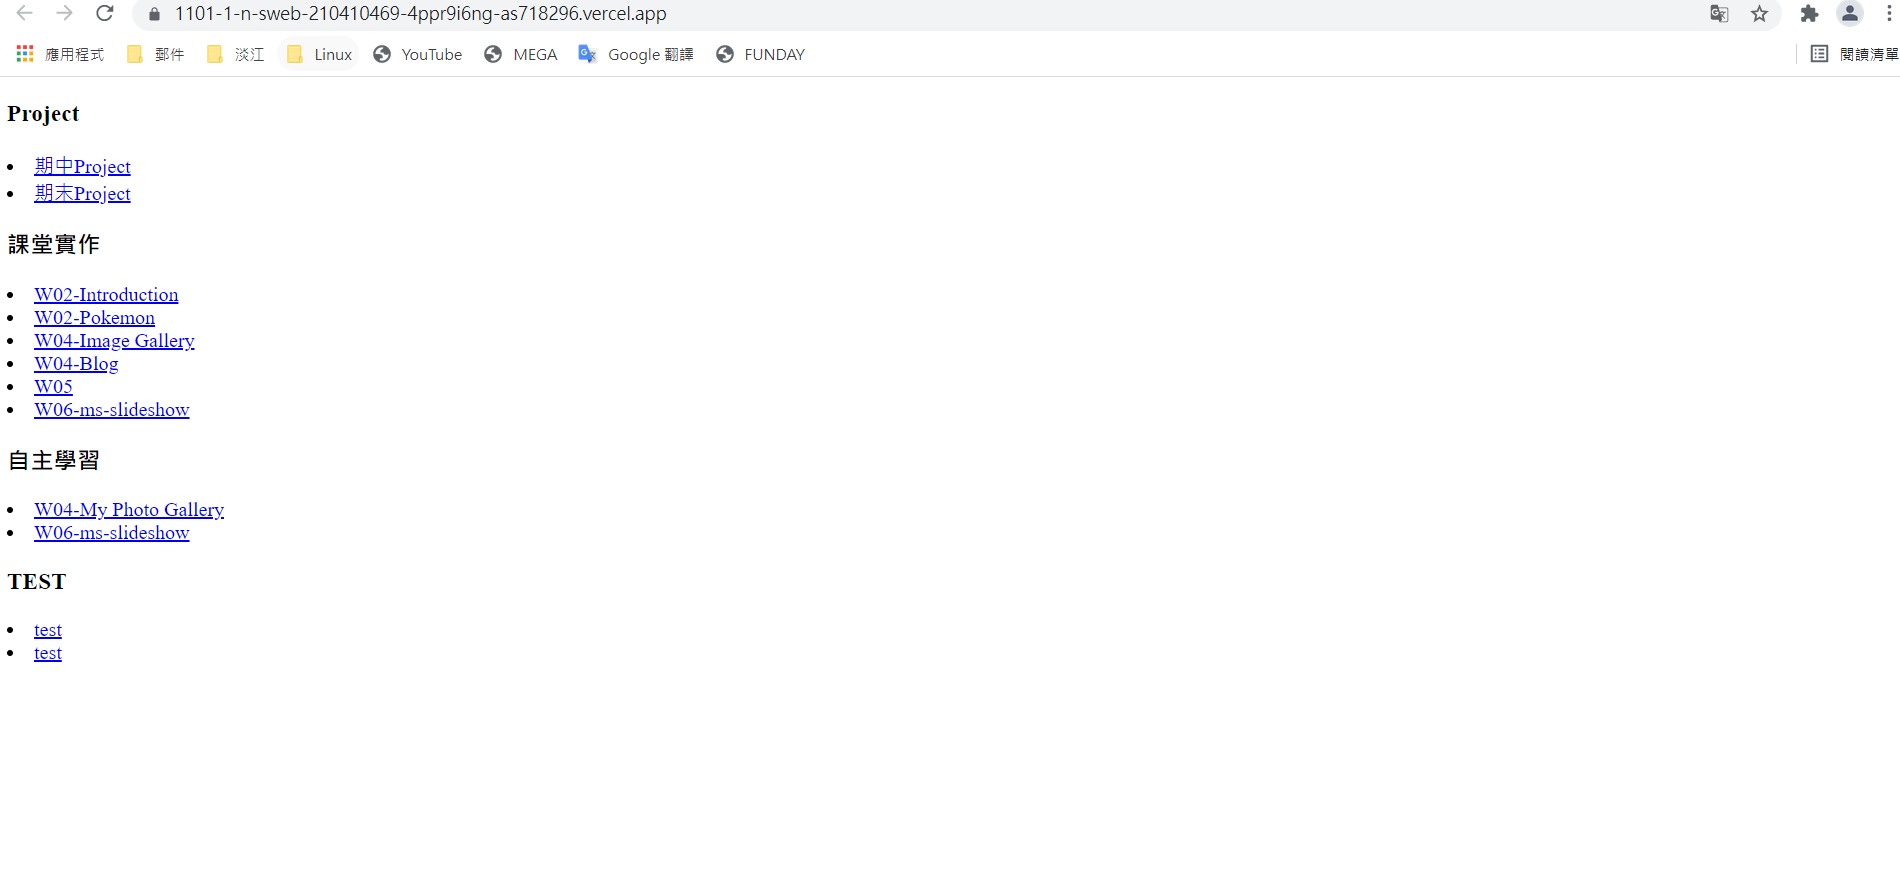 1101-1-n-sweb-210410469-4ppr9i6ng-as718296.vercel.app
應用程式 郵件 淡江 Linux YouTube MEGA Google 翻譯 FUNDAY 閱讀清單
Project
期中Project
期末Project
課堂實作
W02-Introduction
W02-Pokemon
W04-Image Gallery
W04-Blog
W05
W06-ms-slideshow
自主學習
W04-My Photo Gallery
W06-ms-slideshow
TEST
test
test